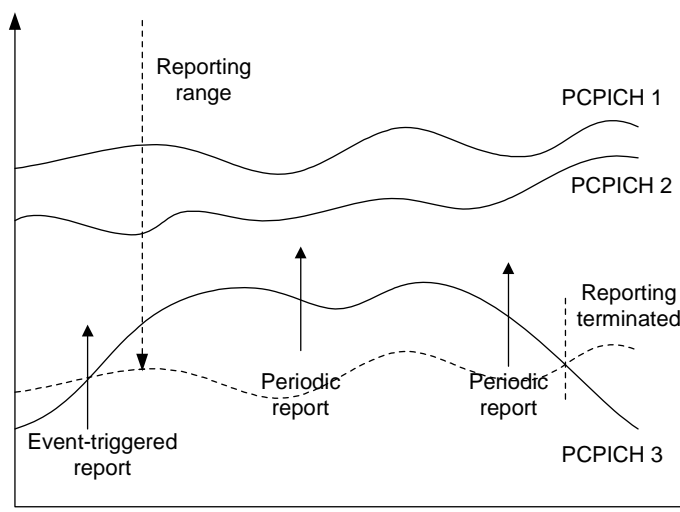 Reporting
range
PCPICH 1
PCPICH 2
Reporting
terminated
Periodic
report
Periodic
report
Event-triggered
report
PCPICH 3